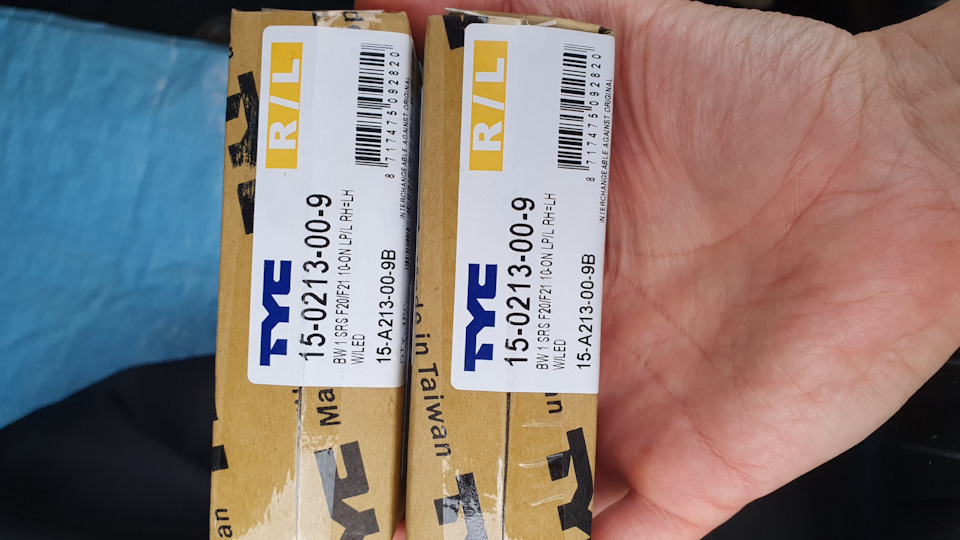 R/L
8 717475 092820
INTERCHANGEABLE AGAINST ORIGINAL
TYC
15-0213-00-9
BW 1 SRS F20/F21 10-ON LP/L RH=LH
W/LED
15-A213-00-9B
Ma
an
R/L
8 717475 092820
INTERCHANGEABLE AGAINST ORIGINAL
TYC
15-0213-00-9
BW 1 SRS F20/F21 10-ON LP/L RH=LH
W/LED
15-A213-00-9B
in Taiwan